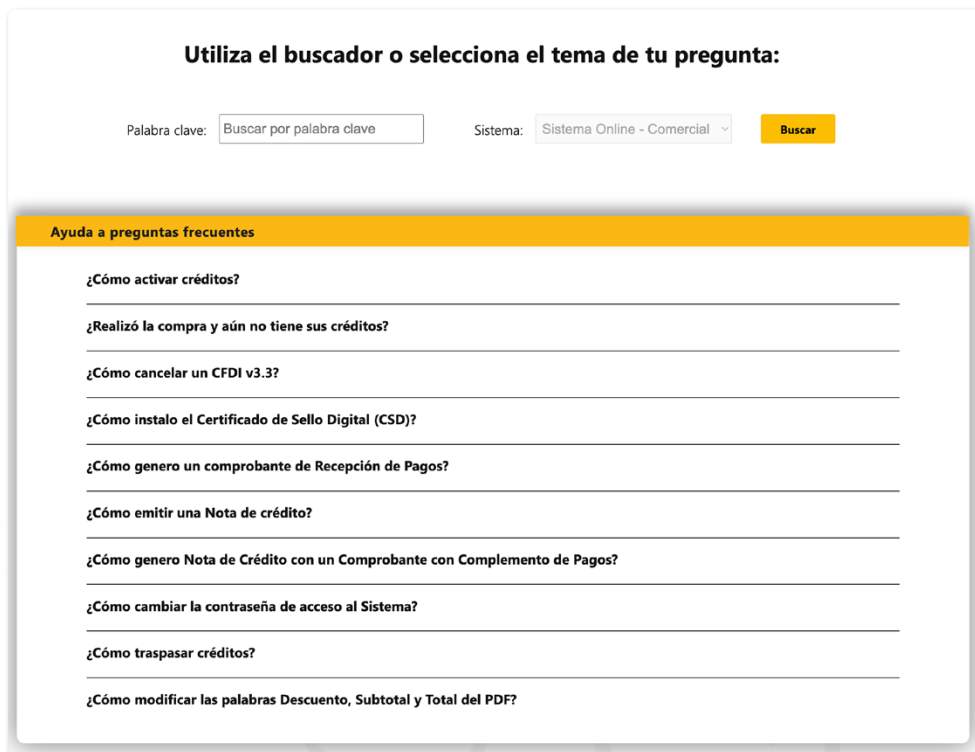 Utiliza el buscador o selecciona el tema de tu pregunta:
Palabra clave: Buscar por palabra clave Sistema: Sistema Online - Comercial Buscar
Ayuda a preguntas frecuentes
¿Cómo activar créditos?
¿Realizó la compra y aún no tiene sus créditos?
¿Cómo cancelar un CFDI v3.3?
¿Cómo instalo el Certificado de Sello Digital (CSD)?
¿Cómo genero un comprobante de Recepción de Pagos?
¿Cómo emitir una Nota de crédito?
¿Cómo genero Nota de Crédito con un Comprobante con Complemento de Pagos?
¿Cómo cambiar la contraseña de acceso al Sistema?
¿Cómo traspasar créditos?
¿Cómo modificar las palabras Descuento, Subtotal y Total del PDF?